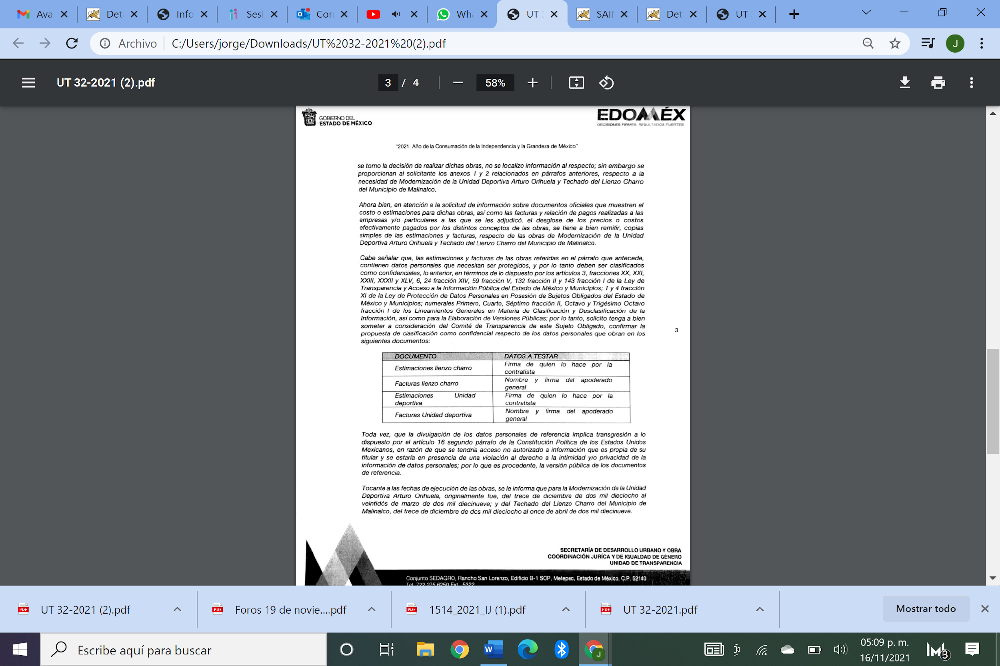 Ava
Det
Info
Sesi
Cor
Wha
UT 3
SAI
Det
UT
Archivo
C:/Users/jorge/Downloads/UT%2032-2021%20(2).pdf
J
UT 32-2021 (2).pdf
3 / 4
58%
GOBIERNO DEL
ESTADO DE MÉXICO
EDOMÉX
DECISIONES FIRMES, RESULTADOS FUERTES.
"2021. Año de la Consumación de la Independencia y la Grandeza de México"
se tomo la decisión de realizar dichas obras, no se localizo información al respecto; sin embargo se
proporcionan al solicitante los anexos 1 y 2 relacionados en párrafos anteriores, respecto a la
necesidad de Modernización de la Unidad Deportiva Arturo Orihuela y Techado del Lienzo Charro
del Municipio de Malinalco.
Ahora bien, en atención a la solicitud de información sobre documentos oficiales que muestren el
costo o estimaciones para dichas obras, así como las facturas y relación de pagos realizadas a las
empresas y/o particulares a las que se les adjudicó. el desglose de los precios o costos
efectivamente pagados por los distintos conceptos de las obras, se tiene a bien remitir, copias
simples de las estimaciones y facturas, respecto de las obras de Modernización de la Unidad
Deportiva Arturo Orihuela y Techado del Lienzo Charro del Municipio de Malinalco.
Cabe señalar que, las estimaciones y facturas de las obras referidas en el párrafo que antecede,
contienen datos personales que necesitan ser protegidos, y por lo tanto deben ser clasificados
como confidenciales, lo anterior, en términos de lo dispuesto por los artículos 3, fracciones XX, XXI,
XXIII, XXXII y XLV, 6, 24 fracción XIV, 59 fracción V, 132 fracción II y 143 fracción I de la Ley de
Transparencia y Acceso a la Información Pública del Estado de México y Municipios; 1 y 4 fracción
XI de la Ley de Protección de Datos Personales en Posesión de Sujetos Obligados del Estado de
México y Municipios; numerales Primero, Cuarto, Séptimo fracción II, Octavo y Trigésimo Octavo
fracción I de los Lineamientos Generales en Materia de Clasificación y Desclasificación de la
Información, así como para la Elaboración de Versiones Públicas; por lo tanto, solicito tenga a bien
someter a consideración del Comité de Transparencia de este Sujeto Obligado, confirmar la
propuesta de clasificación como confidencial respecto de los datos personales que obran en los
siguientes documentos:
3
DOCUMENTO
DATOS A TESTAR
Estimaciones lienzo charro
Firma de quien lo hace por la
contratista
Facturas lienzo charro
Nombre y firma del apoderado
general
Estimaciones Unidad
deportiva
Firma de quien lo hace por la
contratista
Facturas Unidad deportiva
Nombre y firma del apoderado
general
Toda vez, que la divulgación de los datos personales de referencia implica transgresión a lo
dispuesto por el artículo 16 segundo párrafo de la Constitución Política de los Estados Unidos
Mexicanos, en razón de que se tendría acceso no autorizado a información que es propia de su
titular y se estaría en presencia de una violación al derecho a la intimidad y/o privacidad de la
información de datos personales; por lo que es procedente, la versión pública de los documentos
de referencia.
Tocante a las fechas de ejecución de las obras, se le informa que para la Modernización de la Unidad
Deportiva Arturo Orihuela, originalmente fue, del trece de diciembre de dos mil dieciocho al
veintidós de marzo de dos mil diecinueve; y del Techado del Lienzo Charro del Municipio de
Malinalco, del trece de diciembre de dos mil dieciocho al once de abril de dos mil diecinueve.
SECRETARÍA DE DESARROLLO URBANO Y OBRA
COORDINACIÓN JURÍCA Y DE IGUALDAD DE GÉNERO
UNIDAD DE TRANSPARENCIA
Conjunto SEDAGRO, Rancho San Lorenzo, Edificio B-1 SOP, Metepec, Estado de México, C.P. 52140
Tel. 722 275 6250 Ext. 5322
UT 32-2021 (2).pdf
Foros 19 de novie....pdf
1514_2021_IJ (1).pdf
UT 32-2021.pdf
Mostrar todo
Escribe aquí para buscar
05:09 p. m.
16/11/2021
3